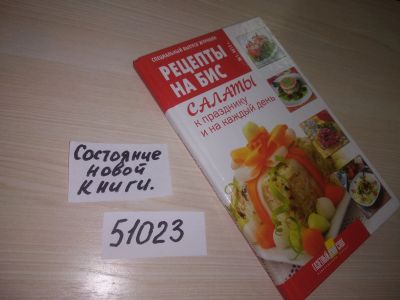 СПЕЦИАЛЬНЫЙ ВЫПУСК ЖУРНАЛА
РЕЦЕПТЫ
НА БИС
САЛАТЫ
к празднику
и на каждый день
Состояние
новой
книги.
51023